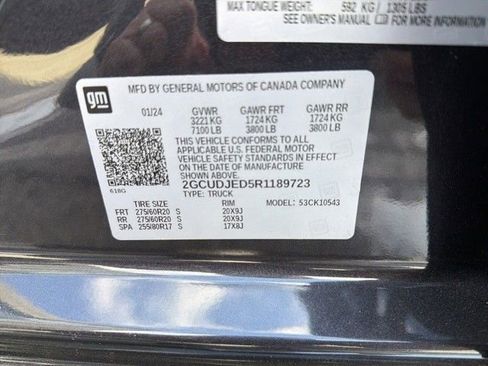 MAX TONGUE WEIGHT: 592 KG / 1305 LBS
SEE OWNER'S MANUAL
MFD BY GENERAL MOTORS OF CANADA COMPANY
gm
01/24 GVWR GAWR FRT GAWR RR
3221 KG 1724 KG 1724 KG
7100 LB 3800 LB 3800 LB
THIS VEHICLE CONFORMS TO ALL
APPLICABLE U.S. FEDERAL MOTOR
VEHICLE SAFETY STANDARDS
IN EFFECT ON THE DATE OF MANUFACTURE
SHOWN ABOVE.
2GCUDJED5R1189723
618G TYPE: TRUCK
TIRE SIZE RIM MODEL: 53CK10543
FRT 275/60R20 S 20X9J
RR 275/60R20 S 20X9J
SPA 255/80R17 S 17X8J